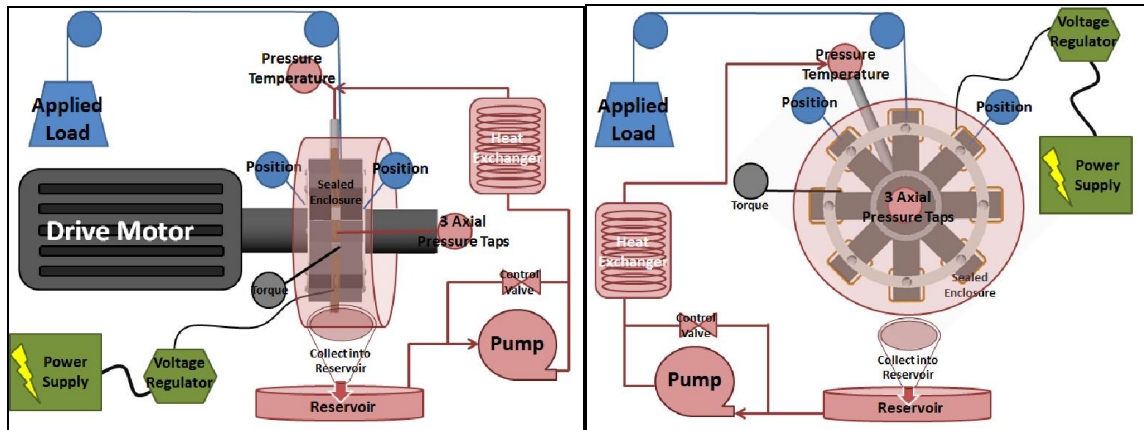 Pressure
Temperature
Applied
Load
Heat
Exchanger
Position
Position
Sealed
Enclosure
Drive Motor
3 Axial
Pressure Taps
Torque
Control
Valve
Pump
Power
Supply
Voltage
Regulator
Collect into
Reservoir
Reservoir
Voltage
Regulator
Pressure
Temperature
Applied
Load
Position
Position
Power
Supply
Torque
3 Axial
Pressure Taps
Heat
Exchanger
Sealed
Enclosure
Control
Valve
Pump
Collect into
Reservoir
Reservoir